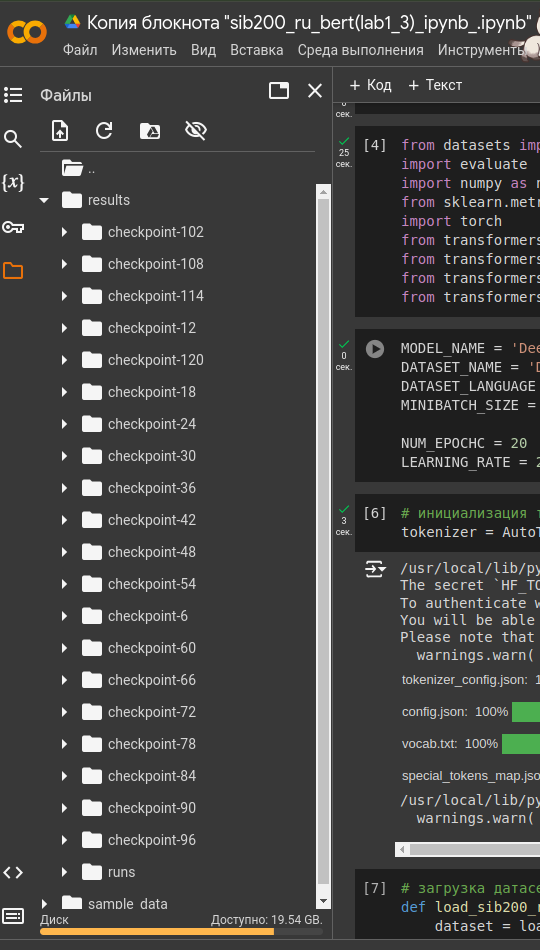 Копия блокнота "sib200_ru_bert(lab1_3)_ipynb_.ipynb"
Файл Изменить Вид Вставка Среда выполнения Инструменты
Файлы
+ Код + Текст
..
results
checkpoint-102
checkpoint-108
checkpoint-114
checkpoint-12
checkpoint-120
checkpoint-18
checkpoint-24
checkpoint-30
checkpoint-36
checkpoint-42
checkpoint-48
checkpoint-54
checkpoint-6
checkpoint-60
checkpoint-66
checkpoint-72
checkpoint-78
checkpoint-84
checkpoint-90
checkpoint-96
runs
sample_data
Диск Доступно: 19.54 GB.
{x}
сек.
25
сек.
[4] from datasets imp
import evaluate
import numpy as
from sklearn.metr
import torch
from transformers
from transformers
from transformers
from transformers
0
сек.
MODEL_NAME = 'Dee
DATASET_NAME = '
DATASET_LANGUAGE
MINIBATCH_SIZE =
NUM_EPOCHC = 20
LEARNING_RATE = 2
3
сек.
[6] # инициализация т
tokenizer = AutoT
/usr/local/lib/py
The secret `HF_TO
To authenticate w
You will be able
Please note that
warnings.warn(
tokenizer_config.json: 1
config.json: 100%
vocab.txt: 100%
special_tokens_map.jso
/usr/local/lib/py
warnings.warn(
[7] # загрузка датасе
def load_sib200_r
dataset = loa